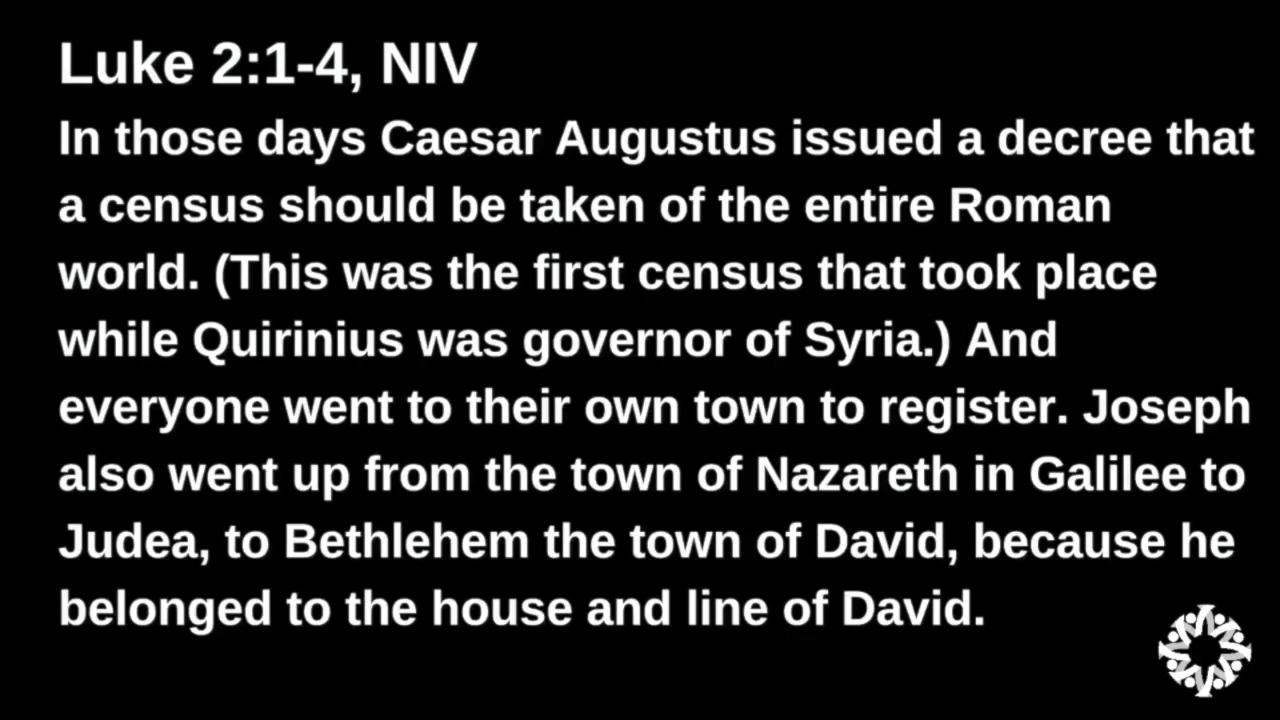 Luke 2:1-4, NIV
In those days Caesar Augustus issued a decree that
a census should be taken of the entire Roman
world. (This was the first census that took place
while Quirinius was governor of Syria.) And
everyone went to their own town to register. Joseph
also went up from the town of Nazareth in Galilee to
Judea, to Bethlehem the town of David, because he
belonged to the house and line of David.